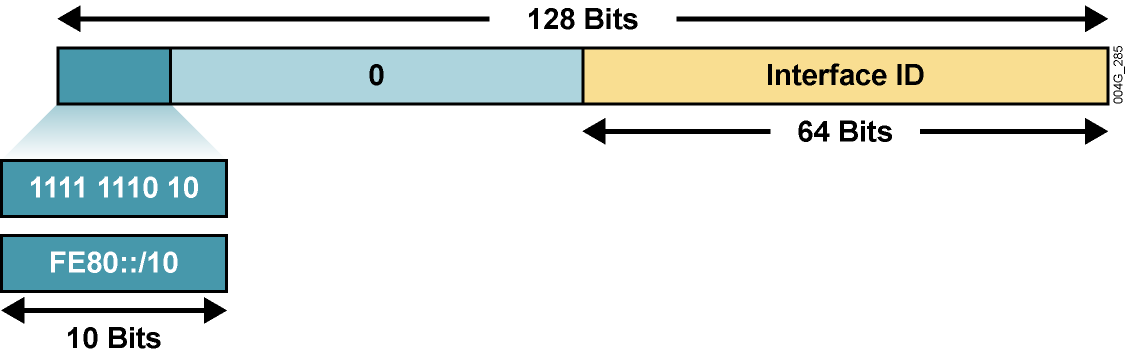 128 Bits
0
Interface ID
004G_285
64 Bits
1111 1110 10
FE80::/10
10 Bits